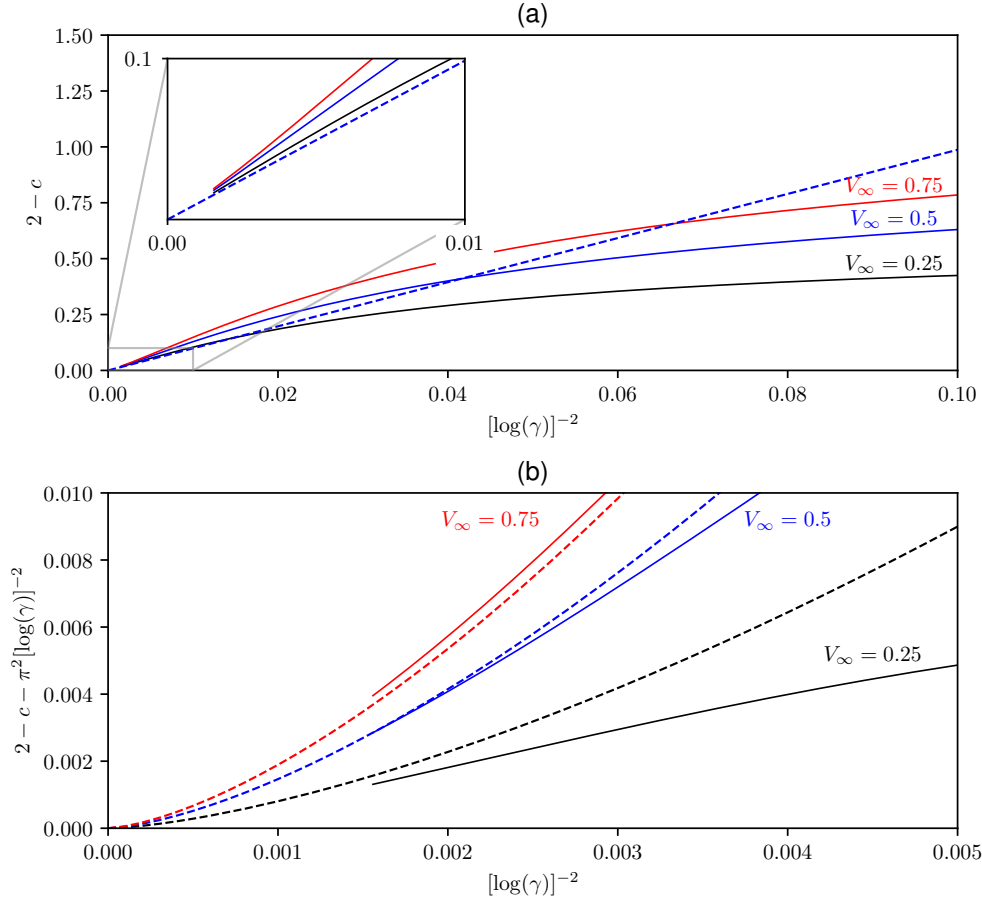 (a)
1.50
1.25
1.00
0.75
0.50
0.25
0.00
2 − c
0.1
0.00
0.01
V∞ = 0.75
V∞ = 0.5
V∞ = 0.25
0.00
0.02
0.04
0.06
0.08
0.10
[log(γ)]⁻²
(b)
0.010
0.008
0.006
0.004
0.002
0.000
2 − c − π²[log(γ)]⁻²
V∞ = 0.75
V∞ = 0.5
V∞ = 0.25
0.000
0.001
0.002
0.003
0.004
0.005
[log(γ)]⁻²